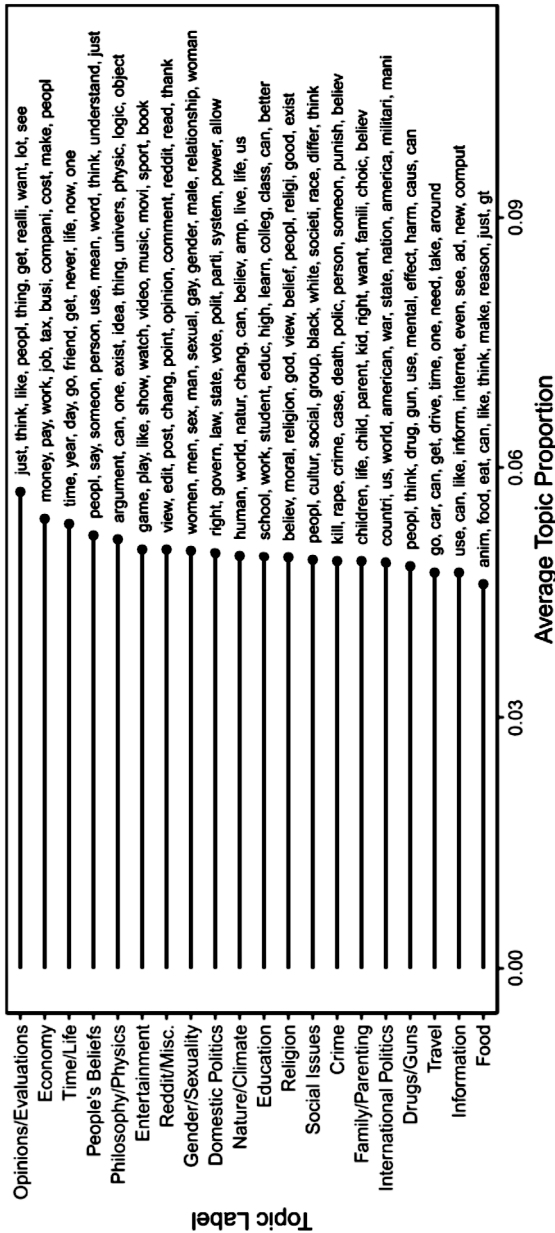 Topic Label
Opinions/Evaluations just, think, like, peopl, thing, get, realli, want, lot, see
Economy money, pay, work, job, tax, busi, compani, cost, make, peopl
Time/Life time, year, day, go, friend, get, never, life, now, one
People's Beliefs peopl, say, someon, person, use, mean, word, think, understand, just
Philosophy/Physics argument, can, one, exist, idea, thing, univers, physic, logic, object
Entertainment game, play, like, show, watch, video, music, movi, sport, book
Reddit/Misc. view, edit, post, chang, point, opinion, comment, reddit, read, thank
Gender/Sexuality women, men, sex, man, sexual, gay, gender, male, relationship, woman
Domestic Politics right, govern, law, state, vote, polit, parti, system, power, allow
Nature/Climate human, world, natur, chang, can, believ, amp, live, life, us
Education school, work, student, educ, high, learn, colleg, class, can, better
Religion believ, moral, religion, god, view, belief, peopl, religi, good, exist
Social Issues peopl, cultur, social, group, black, white, societi, race, differ, think
Crime kill, rape, crime, case, death, polic, person, someon, punish, believ
Family/Parenting children, life, child, parent, kid, right, want, famili, choic, believ
International Politics countri, us, world, american, war, state, nation, america, militari, mani
Drugs/Guns peopl, think, drug, gun, use, mental, effect, harm, caus, can
Travel go, car, can, get, drive, time, one, need, take, around
Information use, can, like, inform, internet, even, see, ad, new, comput
Food anim, food, eat, can, like, think, make, reason, just, gt
0.00 0.03 0.06 0.09
Average Topic Proportion